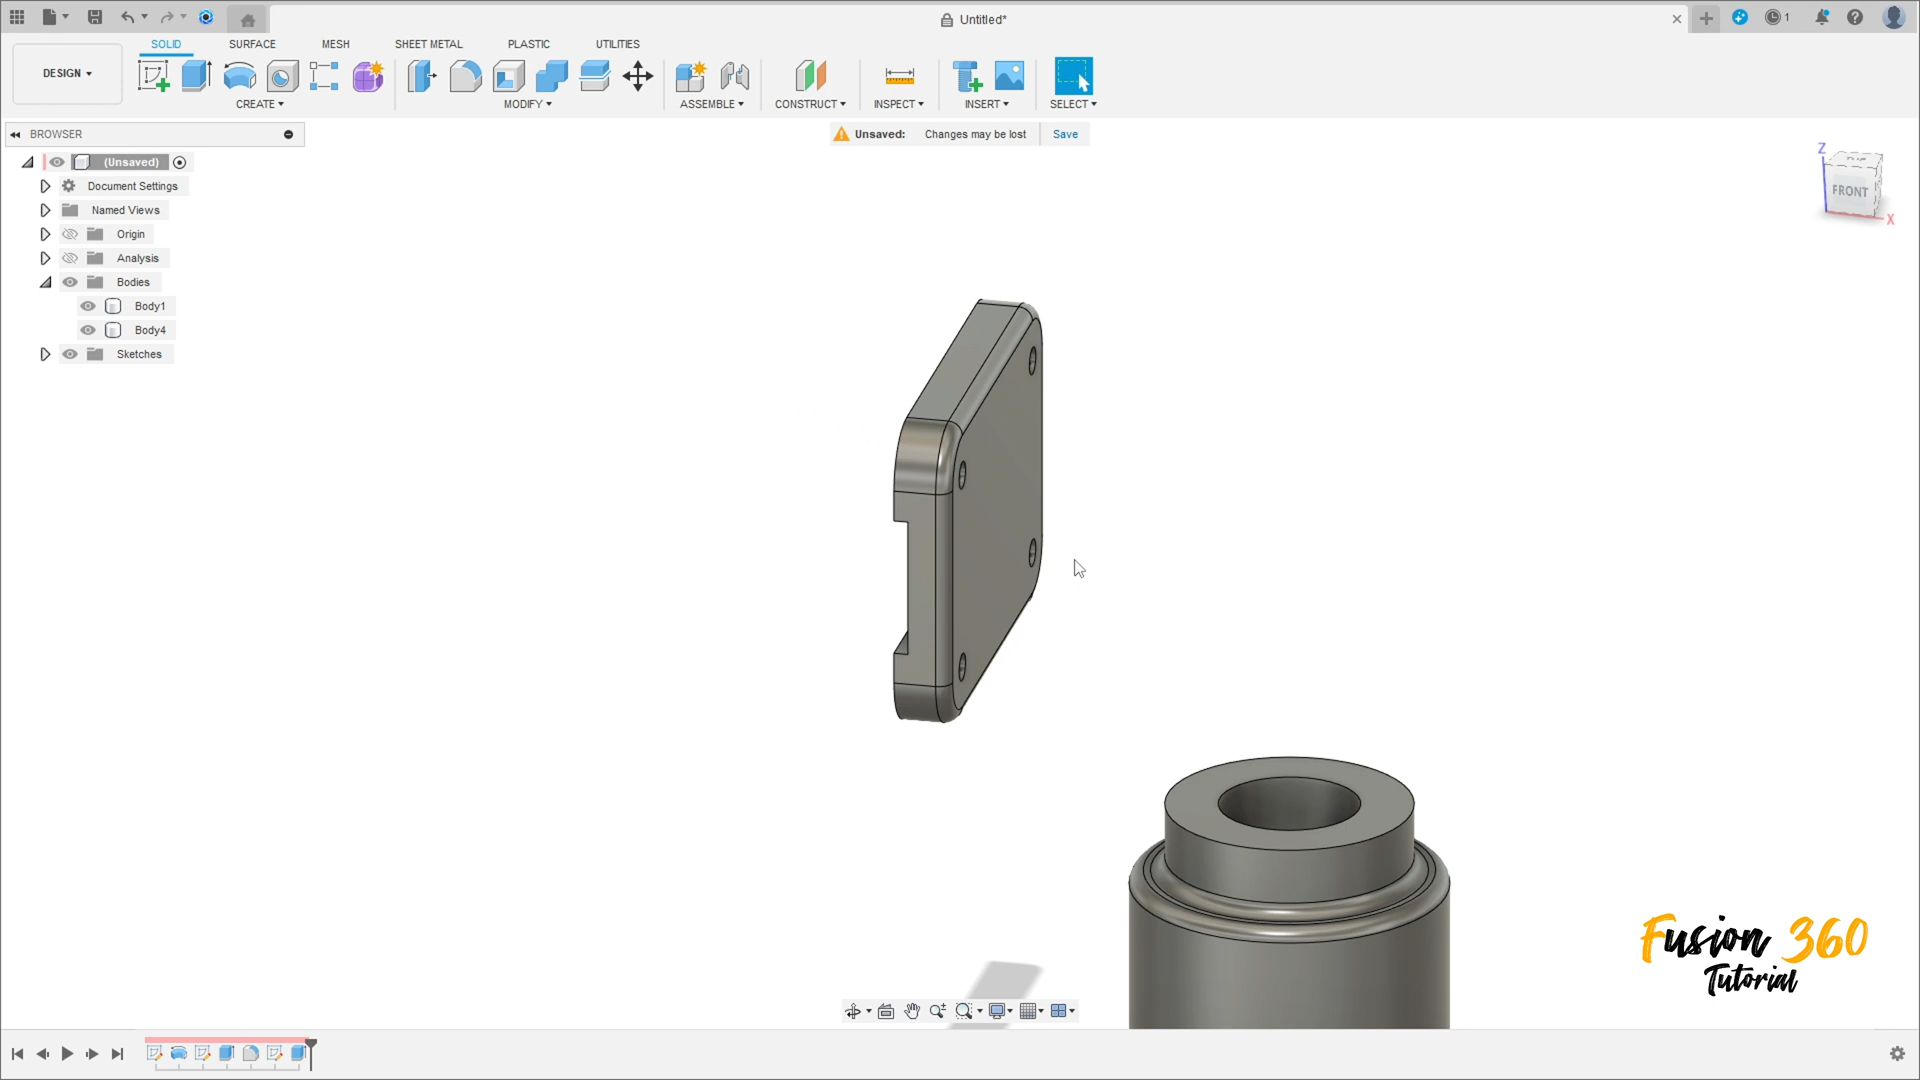 Untitled*
1
DESIGN
SOLID
SURFACE
MESH
SHEET METAL
PLASTIC
UTILITIES
CREATE
MODIFY
ASSEMBLE
CONSTRUCT
INSPECT
INSERT
SELECT
BROWSER
Unsaved:
Changes may be lost
Save
(Unsaved)
Document Settings
Named Views
Origin
Analysis
Bodies
Body1
Body4
Sketches
Z
TOP
FRONT
X
Fusion 360
Tutorial